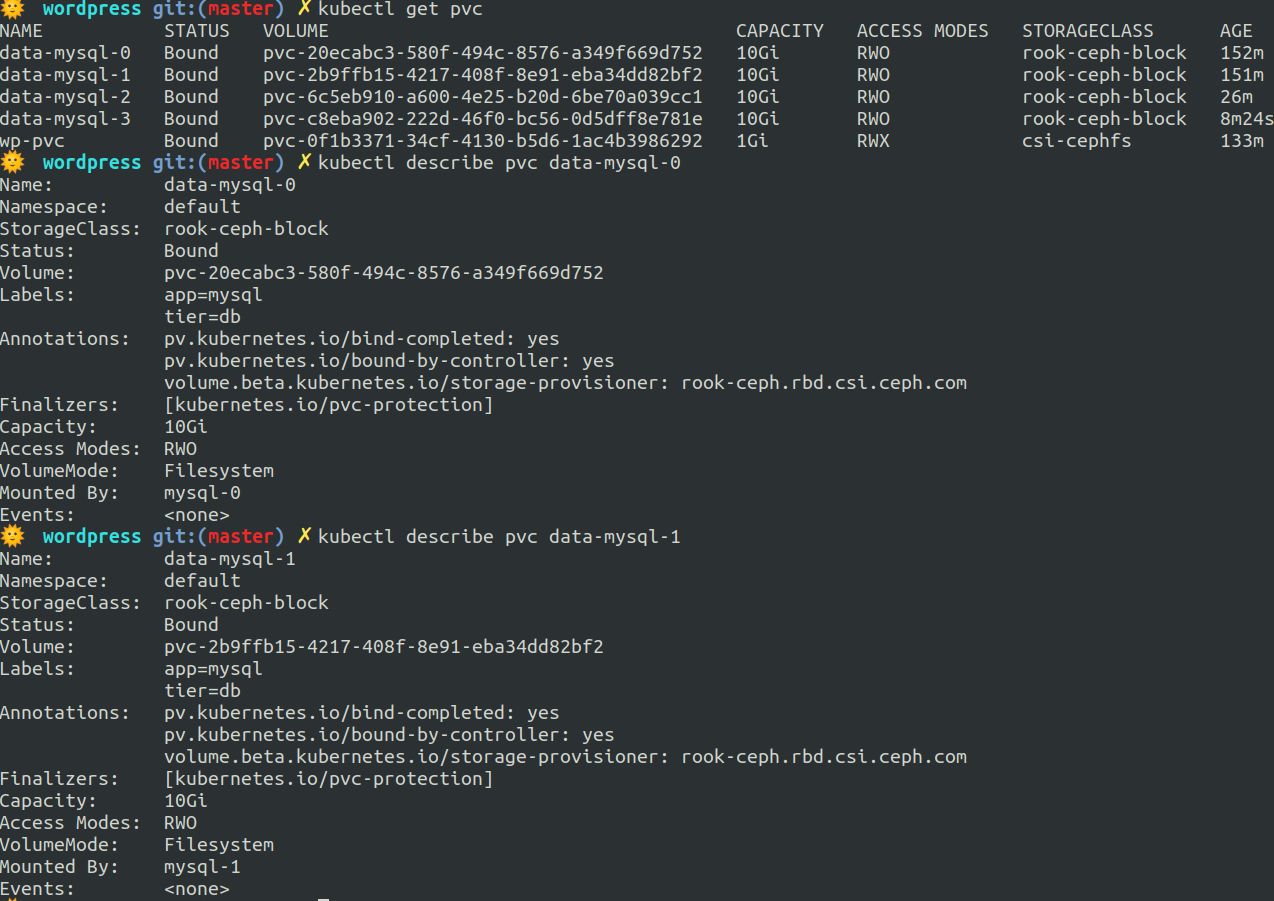 🌞 wordpress git:(master) ✗ kubectl get pvc
NAME STATUS VOLUME CAPACITY ACCESS MODES STORAGECLASS AGE
data-mysql-0 Bound pvc-20ecabc3-580f-494c-8576-a349f669d752 10Gi RWO rook-ceph-block 152m
data-mysql-1 Bound pvc-2b9ffb15-4217-408f-8e91-eba34dd82bf2 10Gi RWO rook-ceph-block 151m
data-mysql-2 Bound pvc-6c5eb910-a600-4e25-b20d-6be70a039cc1 10Gi RWO rook-ceph-block 26m
data-mysql-3 Bound pvc-c8eba902-222d-46f0-bc56-0d5dff8e781e 10Gi RWO rook-ceph-block 8m24s
wp-pvc Bound pvc-0f1b3371-34cf-4130-b5d6-1ac4b3986292 1Gi RWX csi-cephfs 133m
🌞 wordpress git:(master) ✗ kubectl describe pvc data-mysql-0
Name: data-mysql-0
Namespace: default
StorageClass: rook-ceph-block
Status: Bound
Volume: pvc-20ecabc3-580f-494c-8576-a349f669d752
Labels: app=mysql
tier=db
Annotations: pv.kubernetes.io/bind-completed: yes
pv.kubernetes.io/bound-by-controller: yes
volume.beta.kubernetes.io/storage-provisioner: rook-ceph.rbd.csi.ceph.com
Finalizers: [kubernetes.io/pvc-protection]
Capacity: 10Gi
Access Modes: RWO
VolumeMode: Filesystem
Mounted By: mysql-0
Events: <none>
🌞 wordpress git:(master) ✗ kubectl describe pvc data-mysql-1
Name: data-mysql-1
Namespace: default
StorageClass: rook-ceph-block
Status: Bound
Volume: pvc-2b9ffb15-4217-408f-8e91-eba34dd82bf2
Labels: app=mysql
tier=db
Annotations: pv.kubernetes.io/bind-completed: yes
pv.kubernetes.io/bound-by-controller: yes
volume.beta.kubernetes.io/storage-provisioner: rook-ceph.rbd.csi.ceph.com
Finalizers: [kubernetes.io/pvc-protection]
Capacity: 10Gi
Access Modes: RWO
VolumeMode: Filesystem
Mounted By: mysql-1
Events: <none>